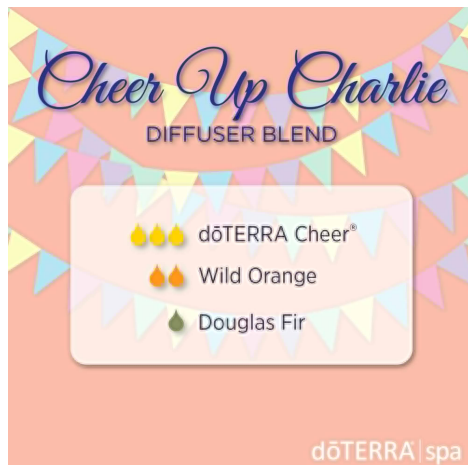 Cheer Up Charlie
DIFFUSER BLEND
dōTERRA Cheer®
Wild Orange
Douglas Fir
dōTERRA® | spa